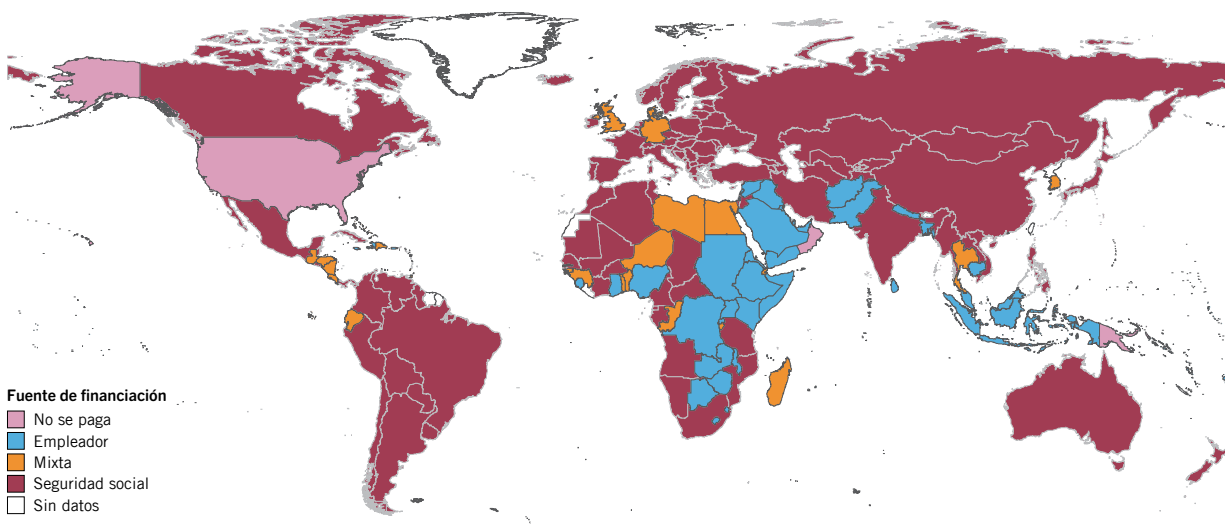 Fuente de financiación
No se paga
Empleador
Mixta
Seguridad social
Sin datos